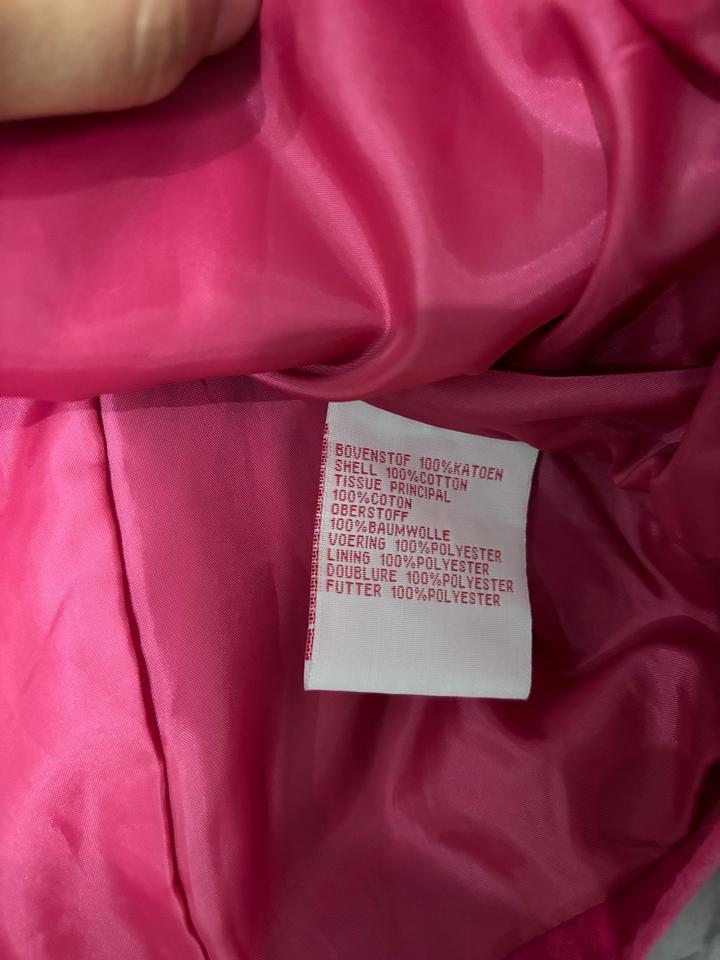 BOVENSTOF 100%KATOEN
SHELL 100%COTTON
TISSUE PRINCIPAL
100%COTON
OBERSTOFF
100%BAUMWOLLE
VOERING 100%POLYESTER
LINING 100%POLYESTER
DOUBLURE 100%POLYESTER
FUTTER 100%POLYESTER